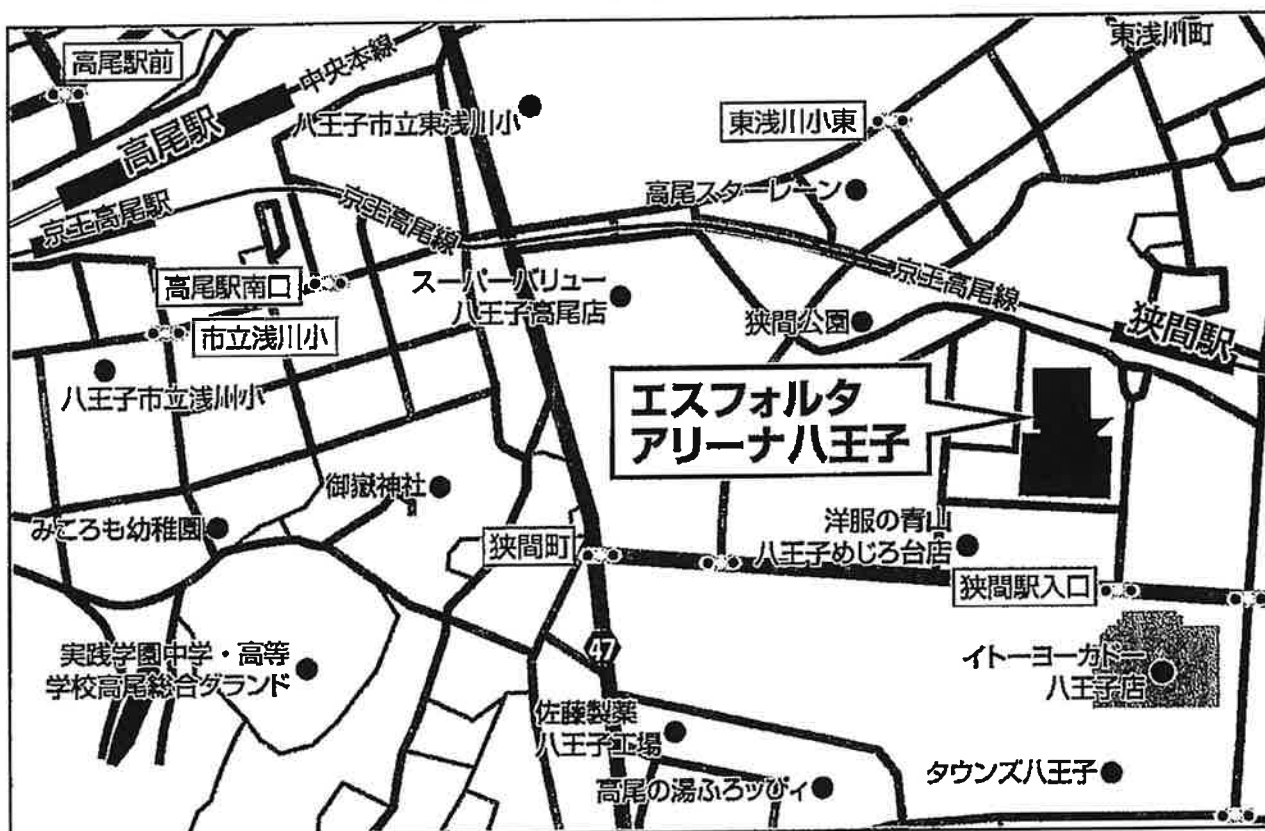 東浅川町
高尾駅前
中央本線
八王子市立東浅川小
東浅川小東
高尾駅
高尾スターレーン
京王高尾駅
京王高尾線
京王高尾線
高尾駅南口
スーパーバリュー
八王子高尾店
狭間公園
狭間駅
市立浅川小
八王子市立浅川小
エスフォルタ
アリーナ八王子
御嶽神社
みころも幼稚園
狭間町
洋服の青山
八王子めじろ台店
狭間駅入口
47
実践学園中学・高等
学校高尾総合グランド
イトーヨーカドー
八王子店
佐藤製薬
八王子工場
高尾の湯ふろッぴィ
タウンズ八王子